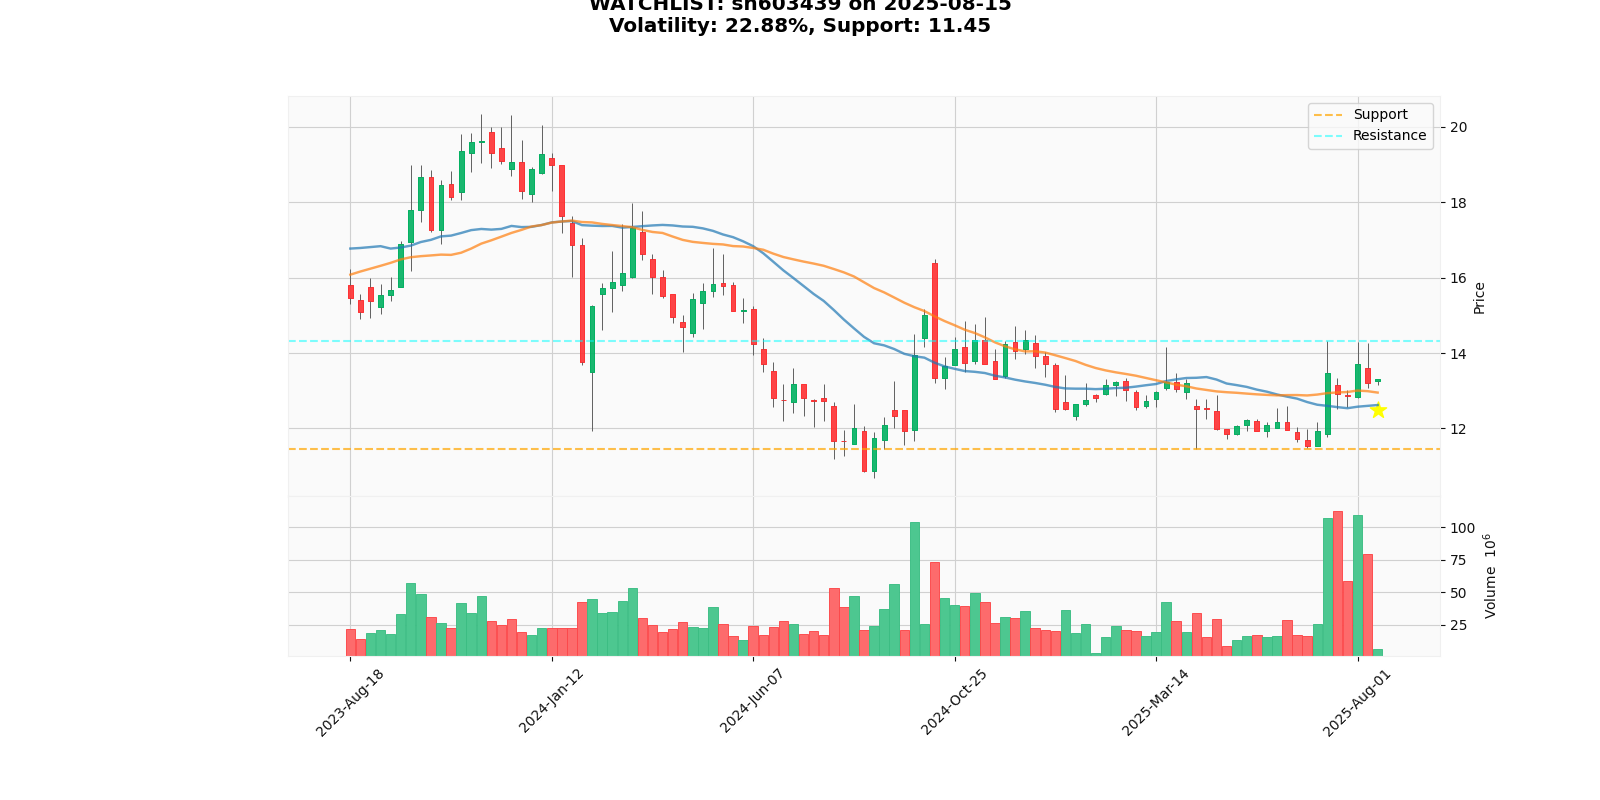 WATCHLIST: sh603439 on 2025-08-15
Volatility: 22.88%, Support: 11.45
Support
Resistance
20
18
16
14
12
Price
100
75
50
25
Volume 10^6
2023-Aug-18
2024-Jan-12
2024-Jun-07
2024-Oct-25
2025-Mar-14
2025-Aug-01